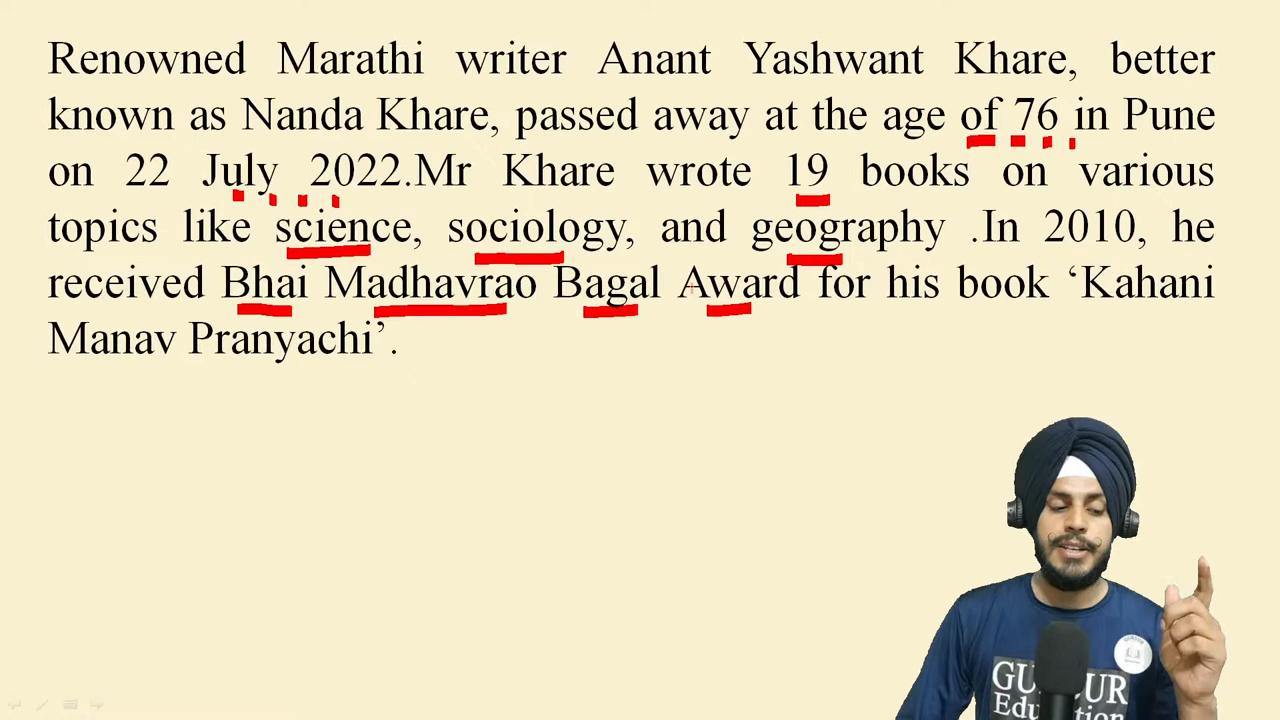 Renowned Marathi writer Anant Yashwant Khare, better
known as Nanda Khare, passed away at the age of 76 in Pune
on 22 July 2022.Mr Khare wrote 19 books on various
topics like science, sociology, and geography .In 2010, he
received Bhai Madhavrao Bagal Award for his book ‘Kahani
Manav Pranyachi’.